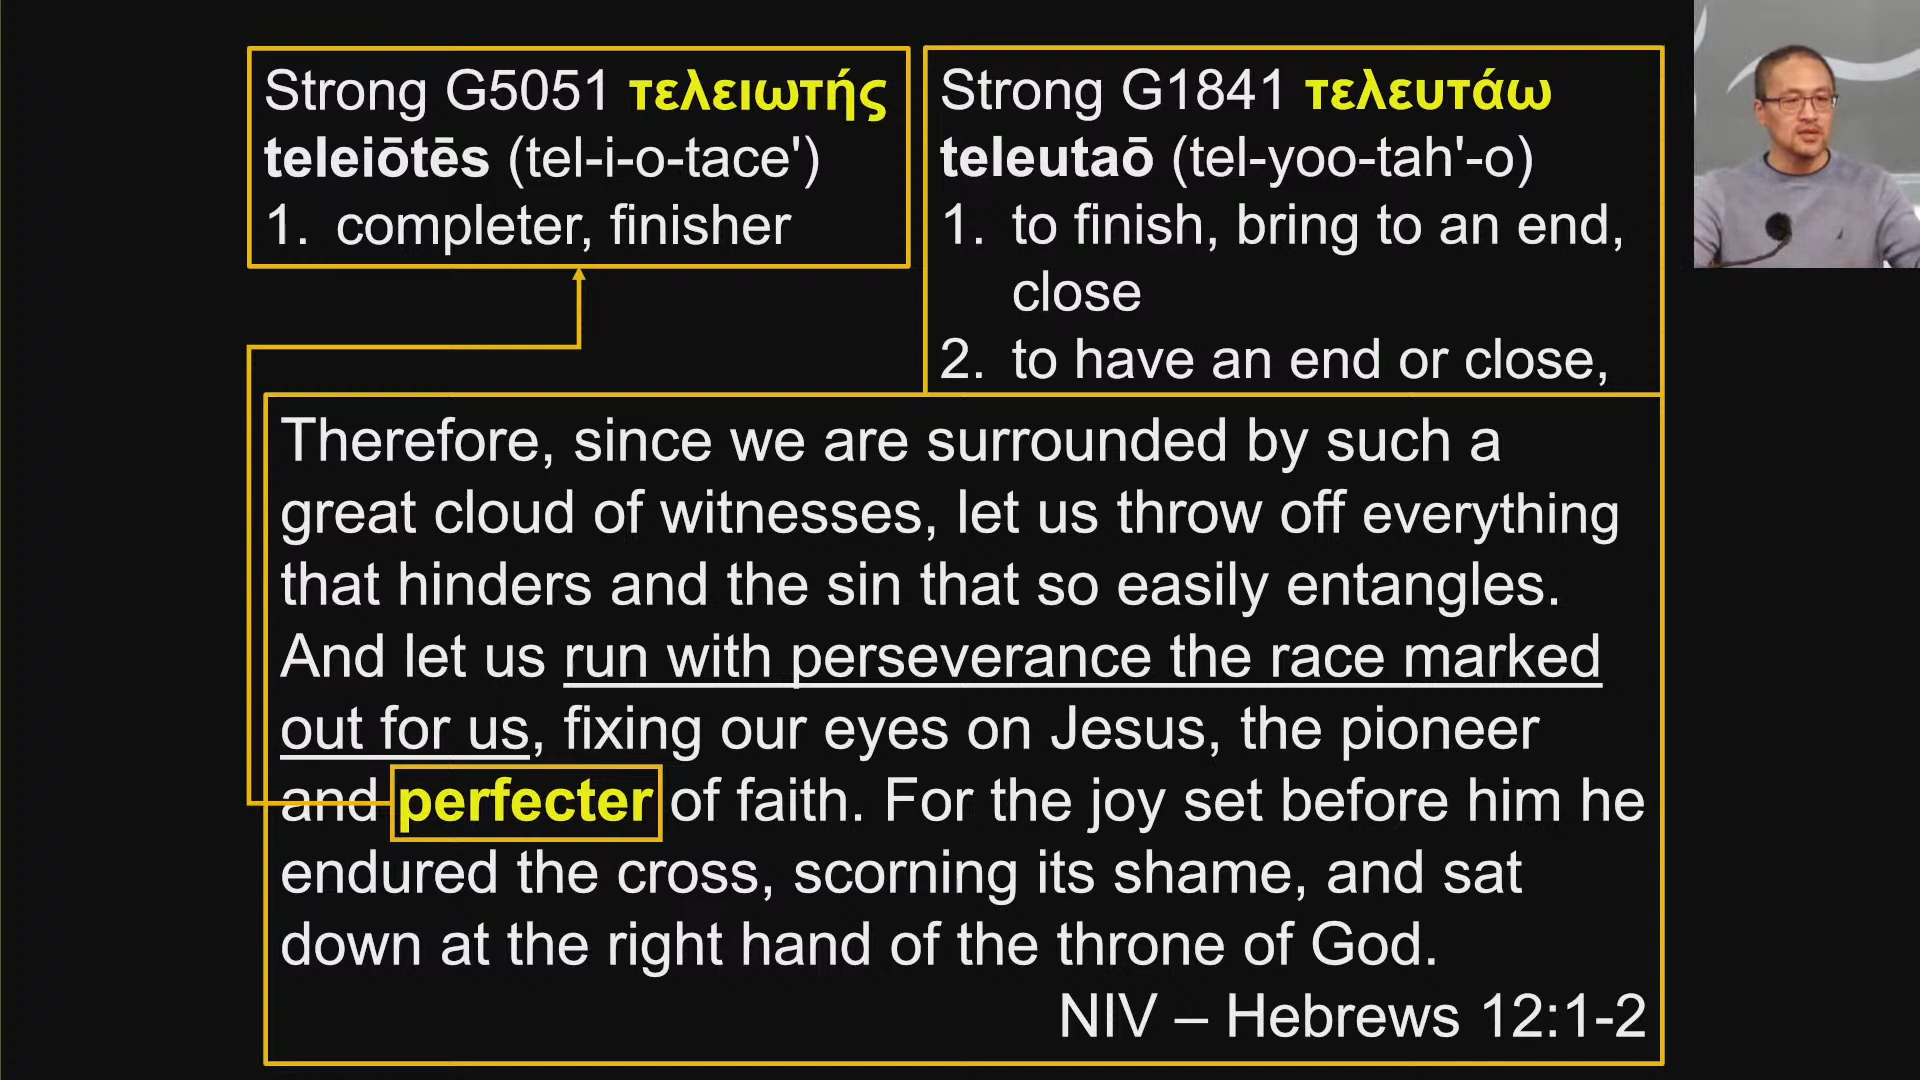 Strong G5051 τελειωτής
teleiōtēs (tel-i-o-tace')
1. completer, finisher
Strong G1841 τελευτάω
teleutaō (tel-yoo-tah'-o)
1. to finish, bring to an end,
close
2. to have an end or close,
Therefore, since we are surrounded by such a
great cloud of witnesses, let us throw off everything
that hinders and the sin that so easily entangles.
And let us run with perseverance the race marked
out for us, fixing our eyes on Jesus, the pioneer
and perfecter of faith. For the joy set before him he
endured the cross, scorning its shame, and sat
down at the right hand of the throne of God.
NIV – Hebrews 12:1-2